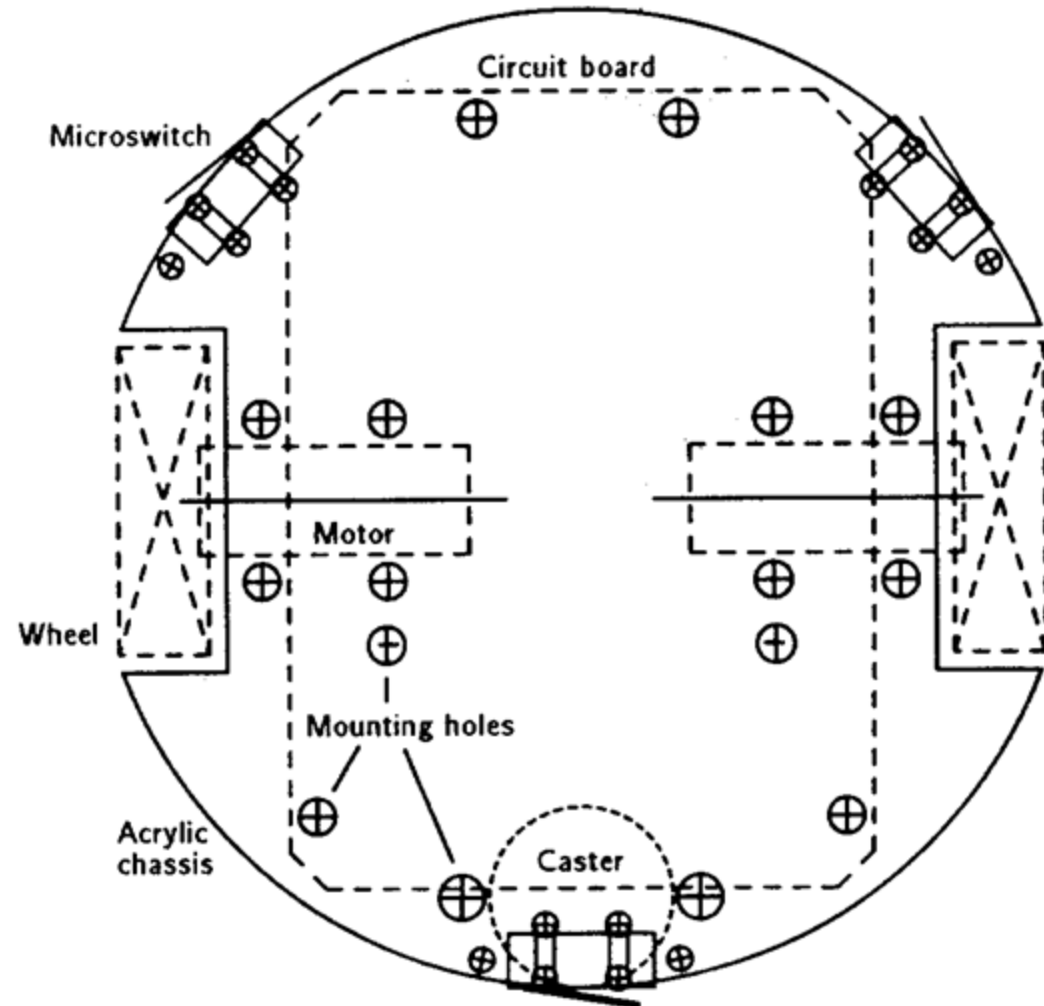 Circuit board
Microswitch
Motor
Wheel
Mounting holes
Acrylic
chassis
Caster